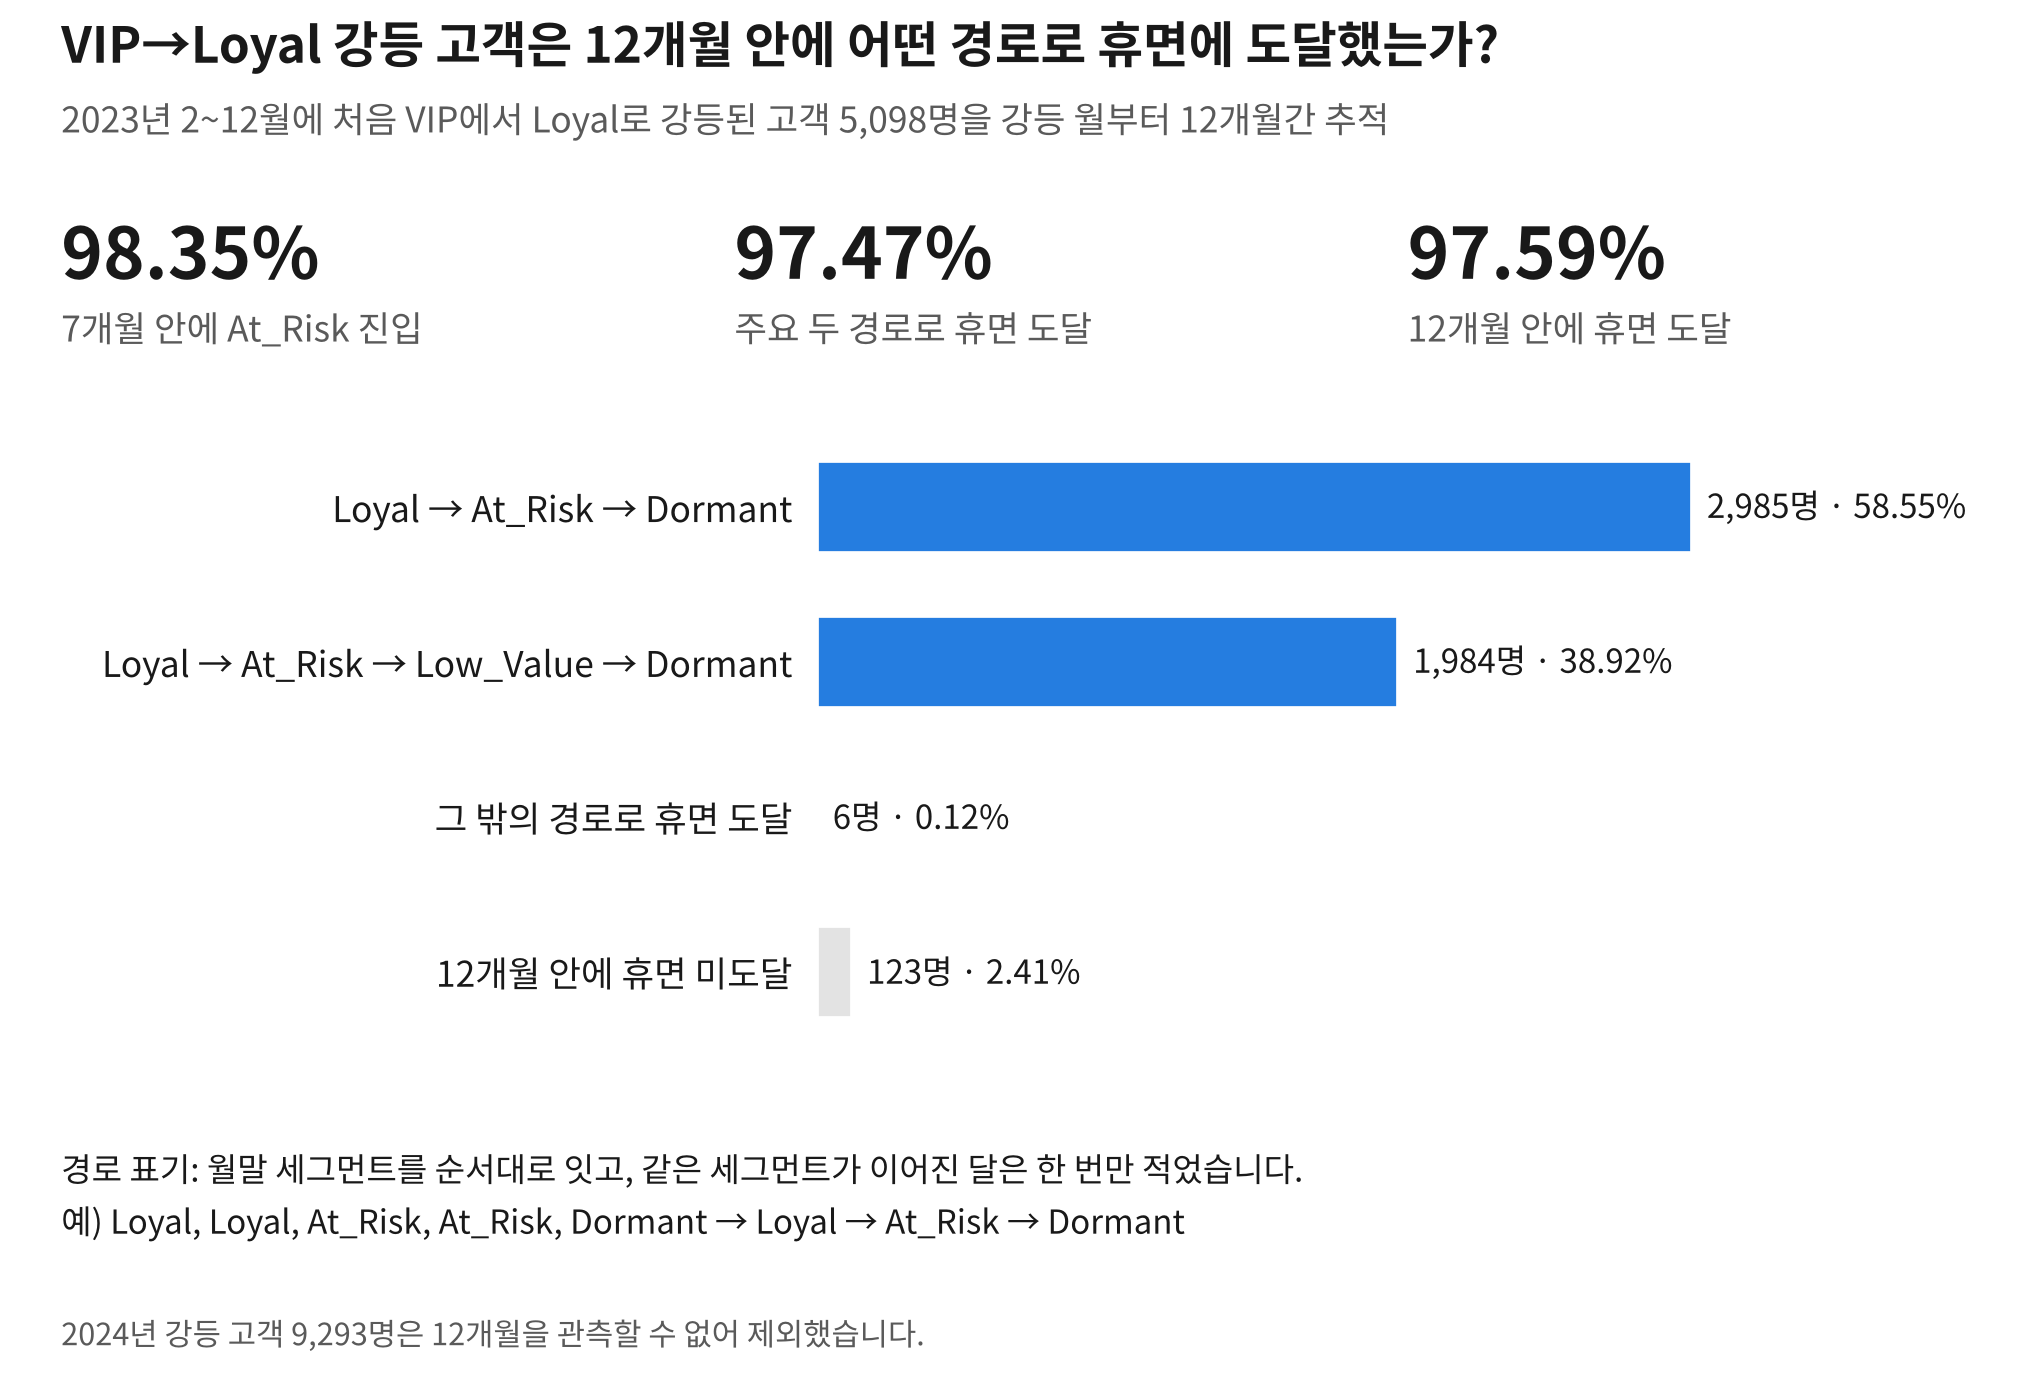 VIP→Loyal 강등 고객은 12개월 안에 어떤 경로로 휴면에 도달했는가?
2023년 2~12월에 처음 VIP에서 Loyal로 강등된 고객 5,098명을 강등 월부터 12개월간 추적
98.35%
7개월 안에 At_Risk 진입
97.47%
주요 두 경로로 휴면 도달
97.59%
12개월 안에 휴면 도달
Loyal → At_Risk → Dormant
2,985명 · 58.55%
Loyal → At_Risk → Low_Value → Dormant
1,984명 · 38.92%
그 밖의 경로로 휴면 도달
6명 · 0.12%
12개월 안에 휴면 미도달
123명 · 2.41%
경로 표기: 월말 세그먼트를 순서대로 잇고, 같은 세그먼트가 이어진 달은 한 번만 적었습니다.
예) Loyal, Loyal, At_Risk, At_Risk, Dormant → Loyal → At_Risk → Dormant
2024년 강등 고객 9,293명은 12개월을 관측할 수 없어 제외했습니다.